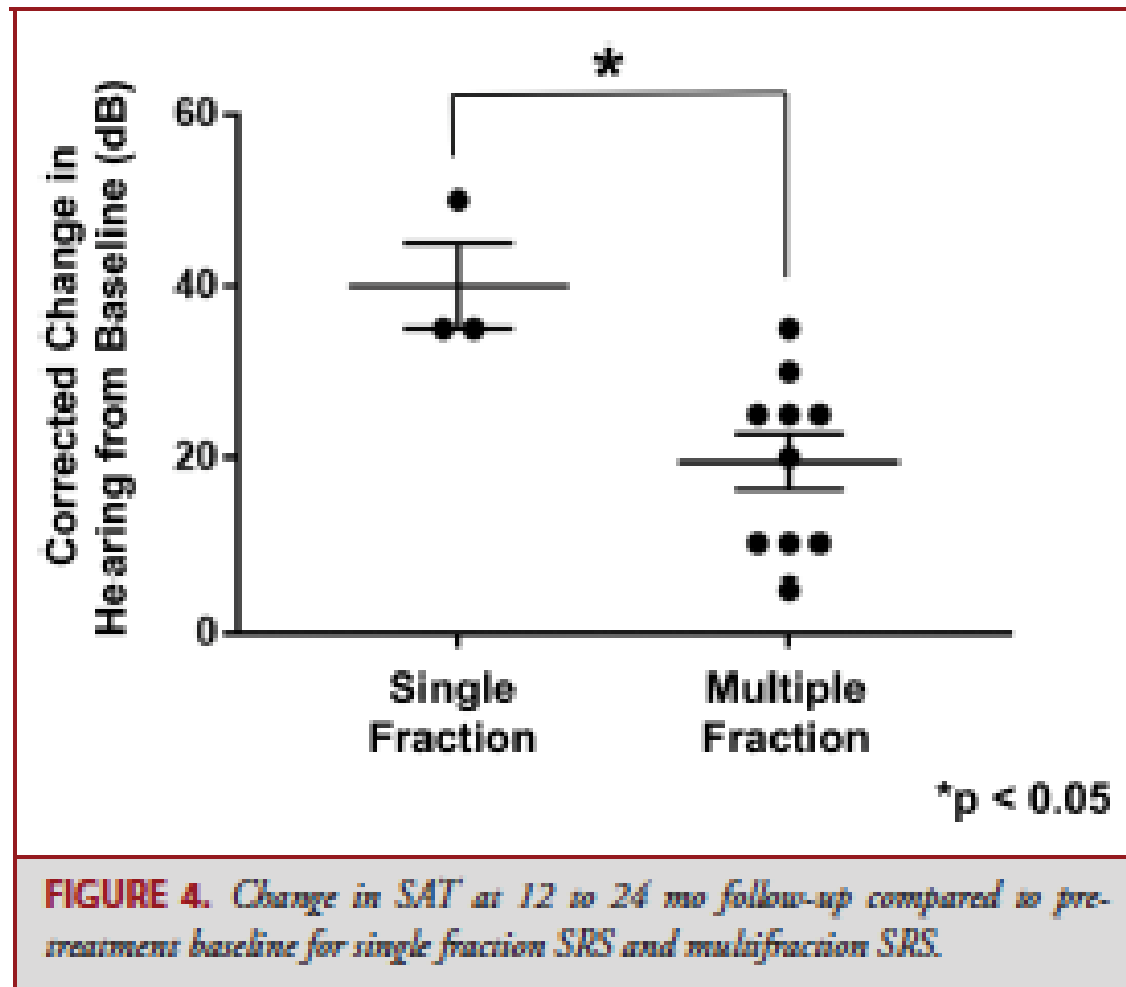 *
Corrected Change in
Hearing from Baseline (dB)
60
40
20
0
Single
Fraction
Multiple
Fraction
*p < 0.05
FIGURE 4. Change in SAT at 12 to 24 mo follow-up compared to pre-
treatment baseline for single fraction SRS and multifraction SRS.